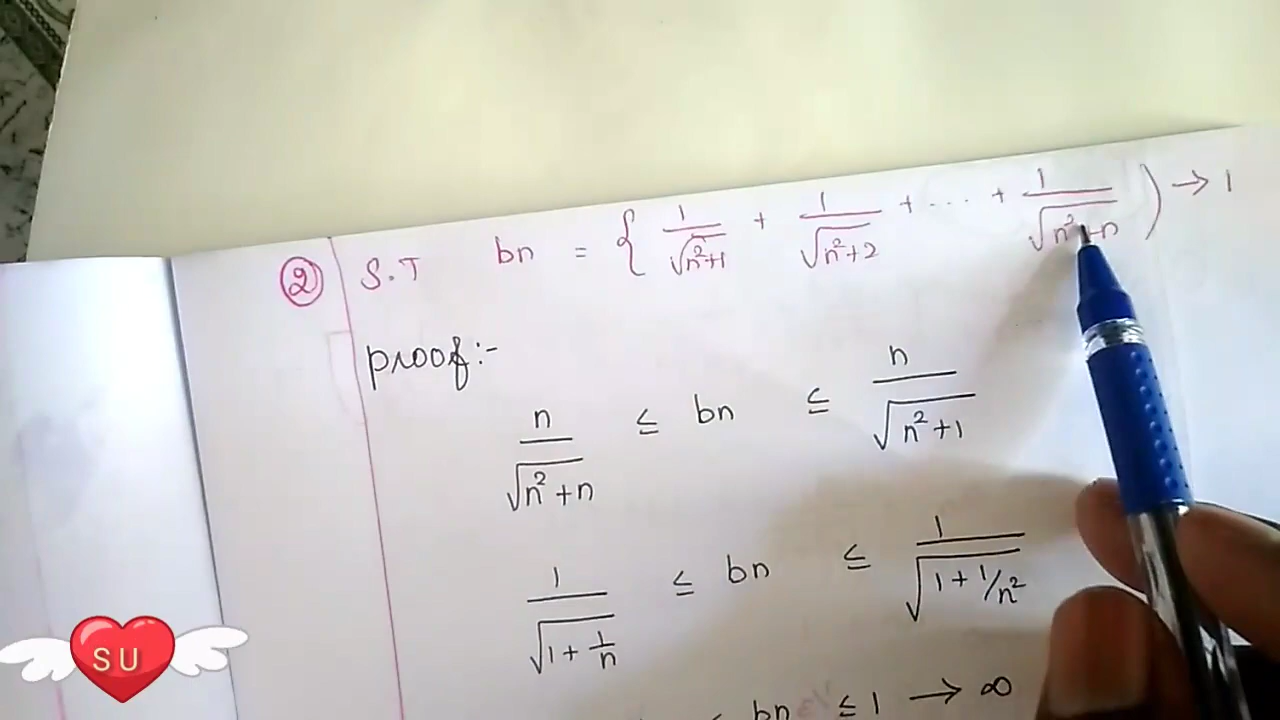 ② S.T bn = { 1/√n²+1 + 1/√n²+2 + ... + 1/√n²+n ) → 1
proof:-
n/√n²+n ≤ bn ≤ n/√n²+1
1/√1+1/n ≤ bn ≤ 1/√1+1/n²
≤ bn ≤ 1 → ∞
SU